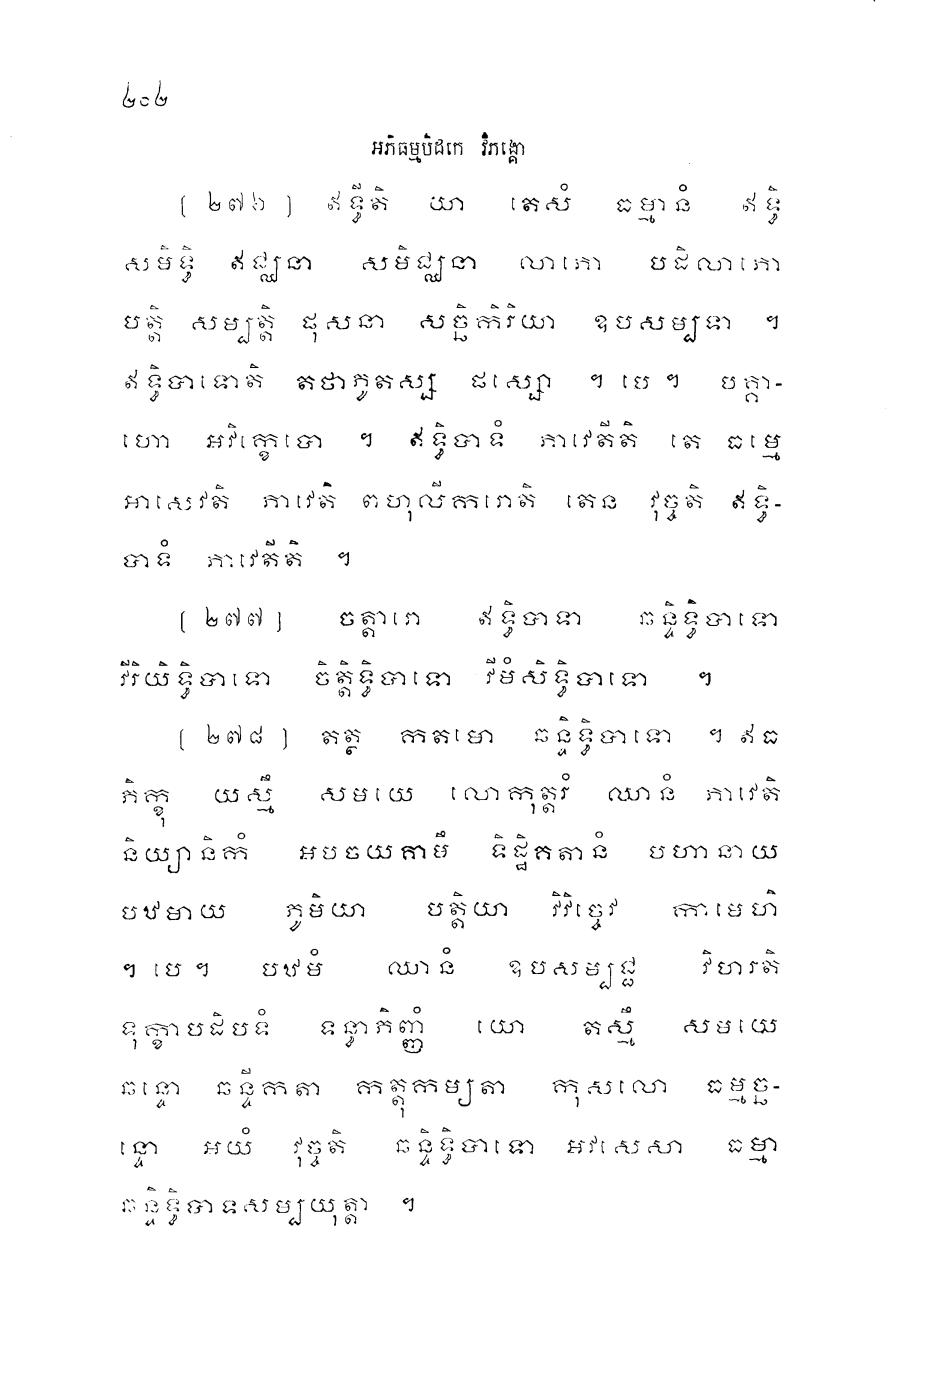 ២០២
អភិធម្មបិដកេ វិភង្គោ
[ ២៧៦ ] ឥទ្ធីតិ យា តេសំ ធម្មានំ ឥទ្ធិ
សមិទ្ធិ ឥជ្ឈនា សមិជ្ឈនា លាភោ បដិលាភោ
បត្តិ សម្បត្តិ ផុសនា សច្ឆិកិរិយា ឧបសម្បទា ។
ឥទ្ធិបាទោតិ តថាភូតស្ស ផស្សោ ។ បេ ។ បគ្គា-
ហោ អវិក្ខេបោ ។ ឥទ្ធិបាទំ ភាវេតីតិ តេ ធម្មេ
អាសេវតិ ភាវេតិ ពហុលីករោតិ តេន វុច្ចតិ ឥទ្ធិ-
បាទំ ភាវេតីតិ ។
[ ២៧៧ ] ចត្តារោ ឥទ្ធិបាទា ឆន្ទិទ្ធិបាទោ
វីរិយិទ្ធិបាទោ ចិត្តិទ្ធិបាទោ វីមំសិទ្ធិបាទោ ។
[ ២៧៨ ] តត្ថ កតមោ ឆន្ទិទ្ធិបាទោ ។ ឥធ
ភិក្ខុ យស្មឹ សមយេ លោកុត្តរំ ឈានំ ភាវេតិ
និយ្យានិកំ អបចយគាមឹ ទិដ្ឋិគតានំ បហានាយ
បឋមាយ ភូមិយា បត្តិយា វិវិច្ចេវ កាមេហិ
។ បេ ។ បឋមំ ឈានំ ឧបសម្បជ្ជ វិហរតិ
ទុក្ខាបដិបទំ ទន្ធាភិញ្ញំ យោ តស្មឹ សមយេ
ឆន្ទោ ឆន្ទីកតា កត្តុកម្យតា កុសលោ ធម្មច្ឆ-
ន្ទោ អយំ វុច្ចតិ ឆន្ទិទ្ធិបាទោ អវសេសា ធម្មា
ឆន្ទិទ្ធិបាទសម្បយុត្តា ។